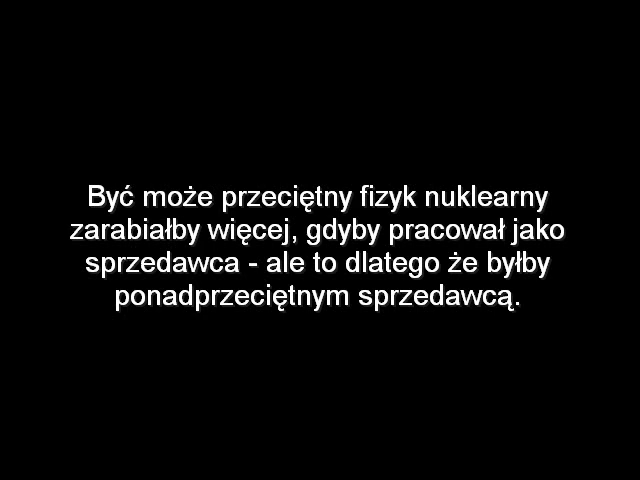 Być może przeciętny fizyk nuklearny
zarabiałby więcej, gdyby pracował jako
sprzedawca - ale to dlatego że byłby
ponadprzeciętnym sprzedawcą.